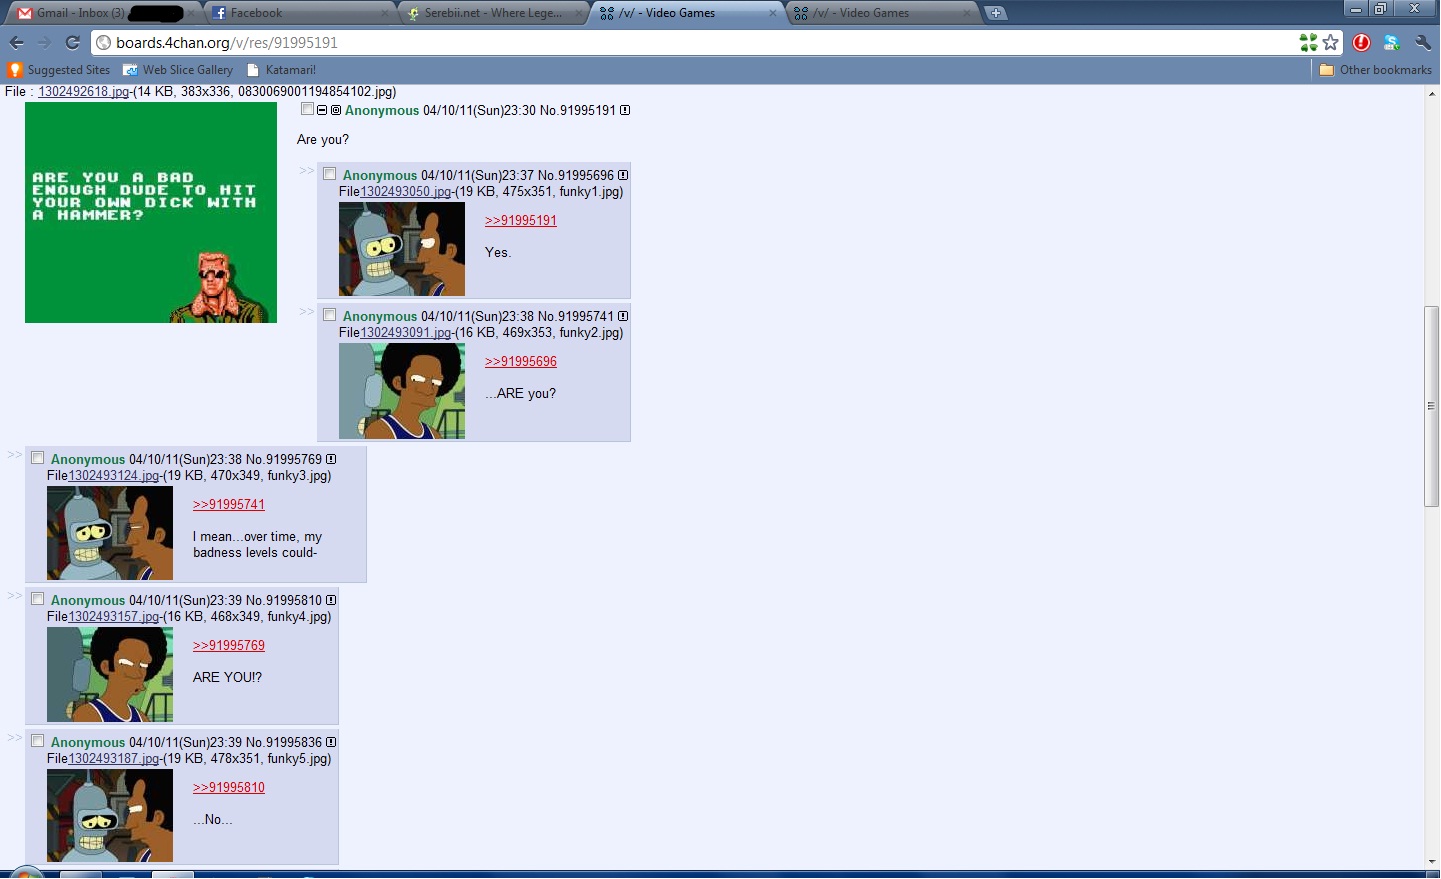 Gmail - Inbox (3)
Facebook
Serebii.net - Where Lege...
/v/ - Video Games
/v/ - Video Games
boards.4chan.org/v/res/91995191
Suggested Sites
Web Slice Gallery
Katamari!
Other bookmarks
File : 1302492618.jpg-(14 KB, 383x336, 0830069001194854102.jpg)
Anonymous 04/10/11(Sun)23:30 No.91995191
Are you?
ARE YOU A BAD
ENOUGH DUDE TO HIT
YOUR OWN DICK WITH
A HAMMER?
>> Anonymous 04/10/11(Sun)23:37 No.91995696
File1302493050.jpg-(19 KB, 475x351, funky1.jpg)
>>91995191
Yes.
>> Anonymous 04/10/11(Sun)23:38 No.91995741
File1302493091.jpg-(16 KB, 469x353, funky2.jpg)
>>91995696
...ARE you?
>> Anonymous 04/10/11(Sun)23:38 No.91995769
File1302493124.jpg-(19 KB, 470x349, funky3.jpg)
>>91995741
I mean...over time, my
badness levels could-
>> Anonymous 04/10/11(Sun)23:39 No.91995810
File1302493157.jpg-(16 KB, 468x349, funky4.jpg)
>>91995769
ARE YOU!?
>> Anonymous 04/10/11(Sun)23:39 No.91995836
File1302493187.jpg-(19 KB, 478x351, funky5.jpg)
>>91995810
...No...